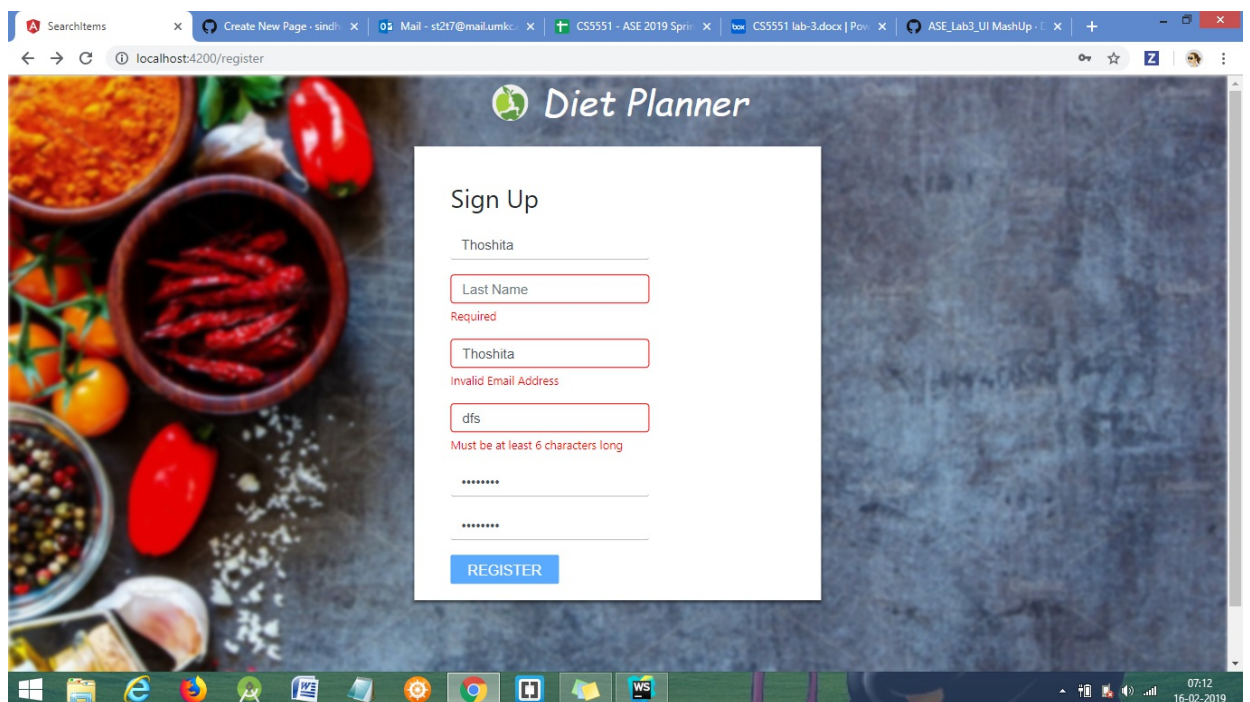 SearchItems
Create New Page · sindh
Mail - st2t7@mail.umkc.
CS5551 - ASE 2019 Sprin
box
CS5551 lab-3.docx | Pow
ASE_Lab3_UI MashUp ·
localhost:4200/register
Z
Diet Planner
Sign Up
Thoshita
Last Name
Required
Thoshita
Invalid Email Address
dfs
Must be at least 6 characters long
••••••••
••••••••
REGISTER
WS
07:12
16-02-2019